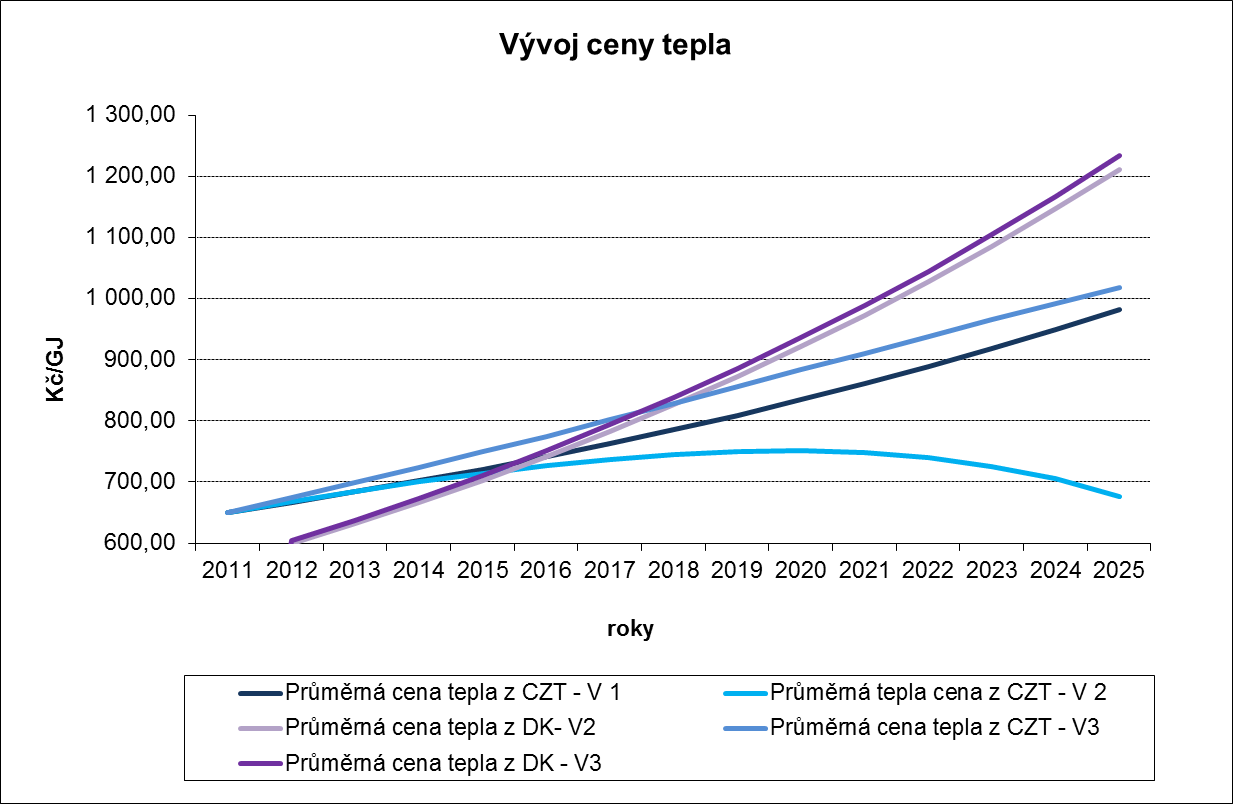 Vývoj ceny tepla
1 300,00
1 200,00
1 100,00
1 000,00
900,00
800,00
700,00
600,00
Kč/GJ
2011 2012 2013 2014 2015 2016 2017 2018 2019 2020 2021 2022 2023 2024 2025
roky
Průměrná cena tepla z CZT - V 1
Průměrná tepla cena z CZT - V 2
Průměrná cena tepla z DK- V2
Průměrná cena tepla z CZT - V3
Průměrná cena tepla z DK - V3